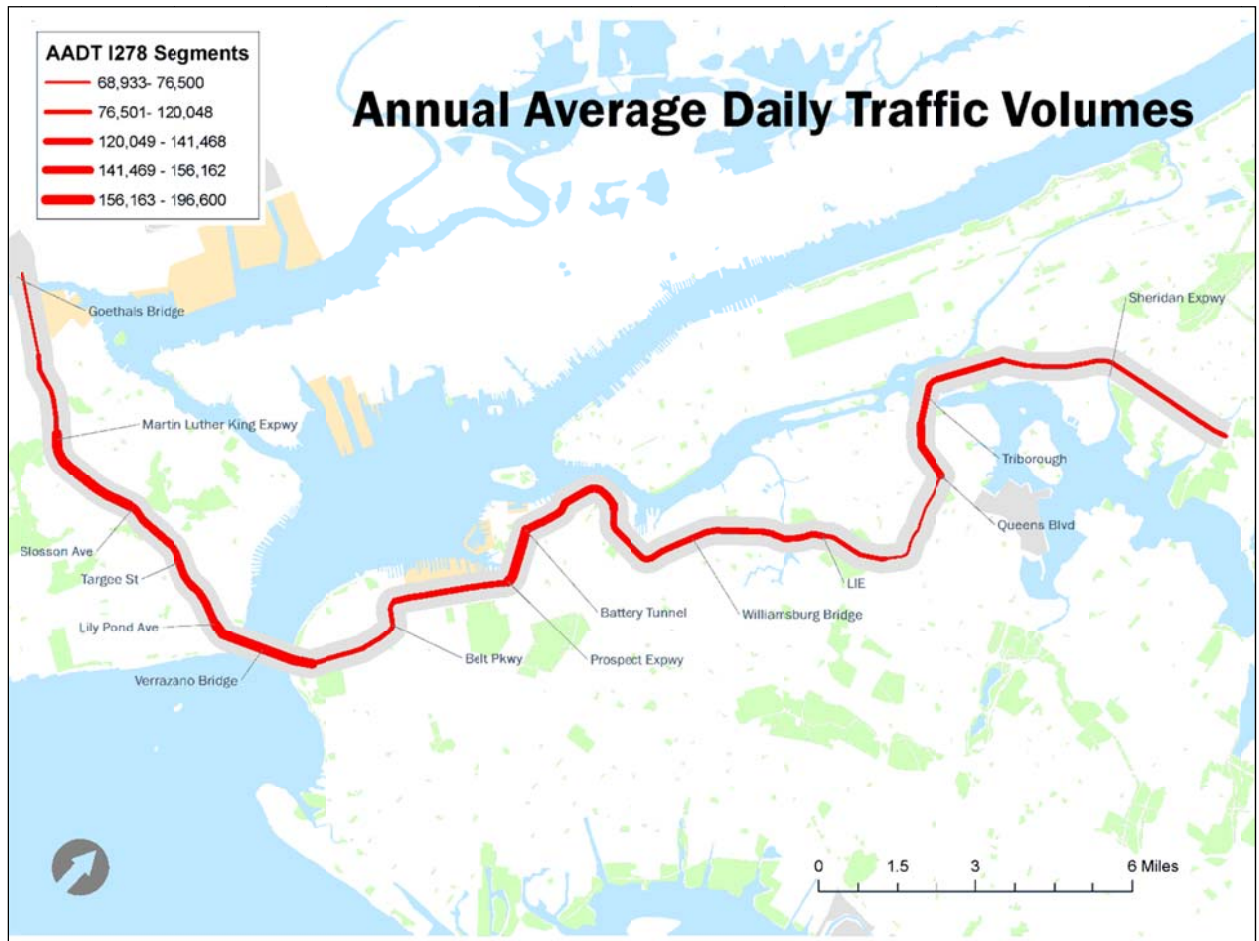 AADT I278 Segments
68,933- 76,500
76,501- 120,048
120,049 - 141,468
141,469 - 156,162
156,163 - 196,600
Annual Average Daily Traffic Volumes
Goethals Bridge
Sheridan Expwy
Martin Luther King Expwy
Triborough
Queens Blvd
Slosson Ave
Targee St
LIE
Battery Tunnel
Williamsburg Bridge
Lily Pond Ave
Belt Pkwy
Prospect Expwy
Verrazano Bridge
0 1.5 3 6 Miles